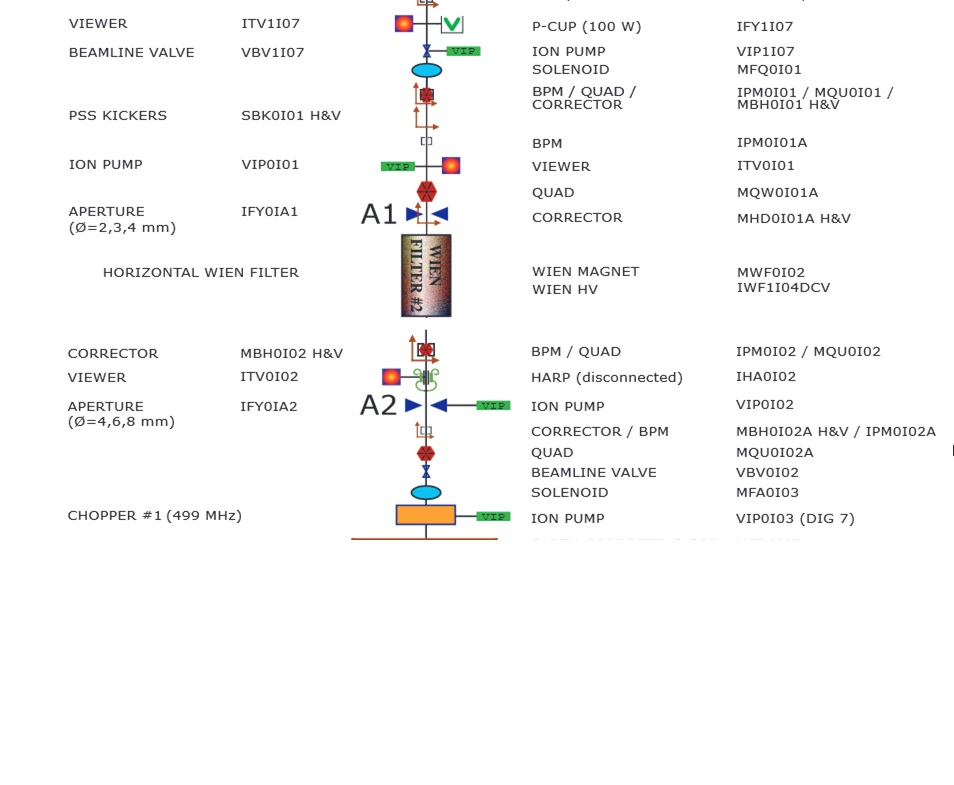 VIEWER ITV1I07 P-CUP (100 W) IFY1I07
BEAMLINE VALVE VBV1I07 VIP ION PUMP VIP1I07
SOLENOID MFQ0I01
BPM / QUAD / IPM0I01 / MQU0I01 /
CORRECTOR MBH0I01 H&V
PSS KICKERS SBK0I01 H&V
BPM IPM0I01A
ION PUMP VIP0I01 VIP VIEWER ITV0I01
QUAD MQW0I01A
APERTURE IFY0IA1 A1 CORRECTOR MHD0I01A H&V
(Ø=2,3,4 mm)
HORIZONTAL WIEN FILTER WIEN FILTER #2 WIEN MAGNET MWF0I02
WIEN HV IWF1I04DCV
CORRECTOR MBH0I02 H&V BPM / QUAD IPM0I02 / MQU0I02
VIEWER ITV0I02 HARP (disconnected) IHA0I02
APERTURE IFY0IA2 A2 VIP ION PUMP VIP0I02
(Ø=4,6,8 mm)
CORRECTOR / BPM MBH0I02A H&V / IPM0I02A
QUAD MQU0I02A
BEAMLINE VALVE VBV0I02
SOLENOID MFA0I03
CHOPPER #1 (499 MHz) VIP ION PUMP VIP0I03 (DIG 7)